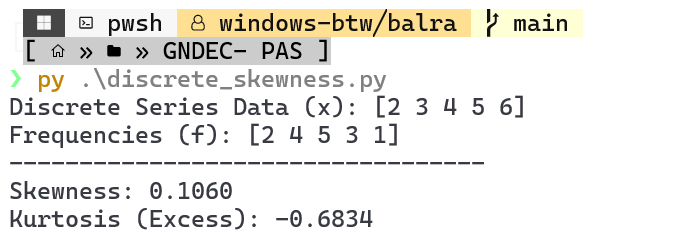 pwsh windows-btw/balra main
[ » » GNDEC- PAS ]
❯ py .\discrete_skewness.py
Discrete Series Data (x): [2 3 4 5 6]
Frequencies (f): [2 4 5 3 1]
----------------------------------
Skewness: 0.1060
Kurtosis (Excess): -0.6834